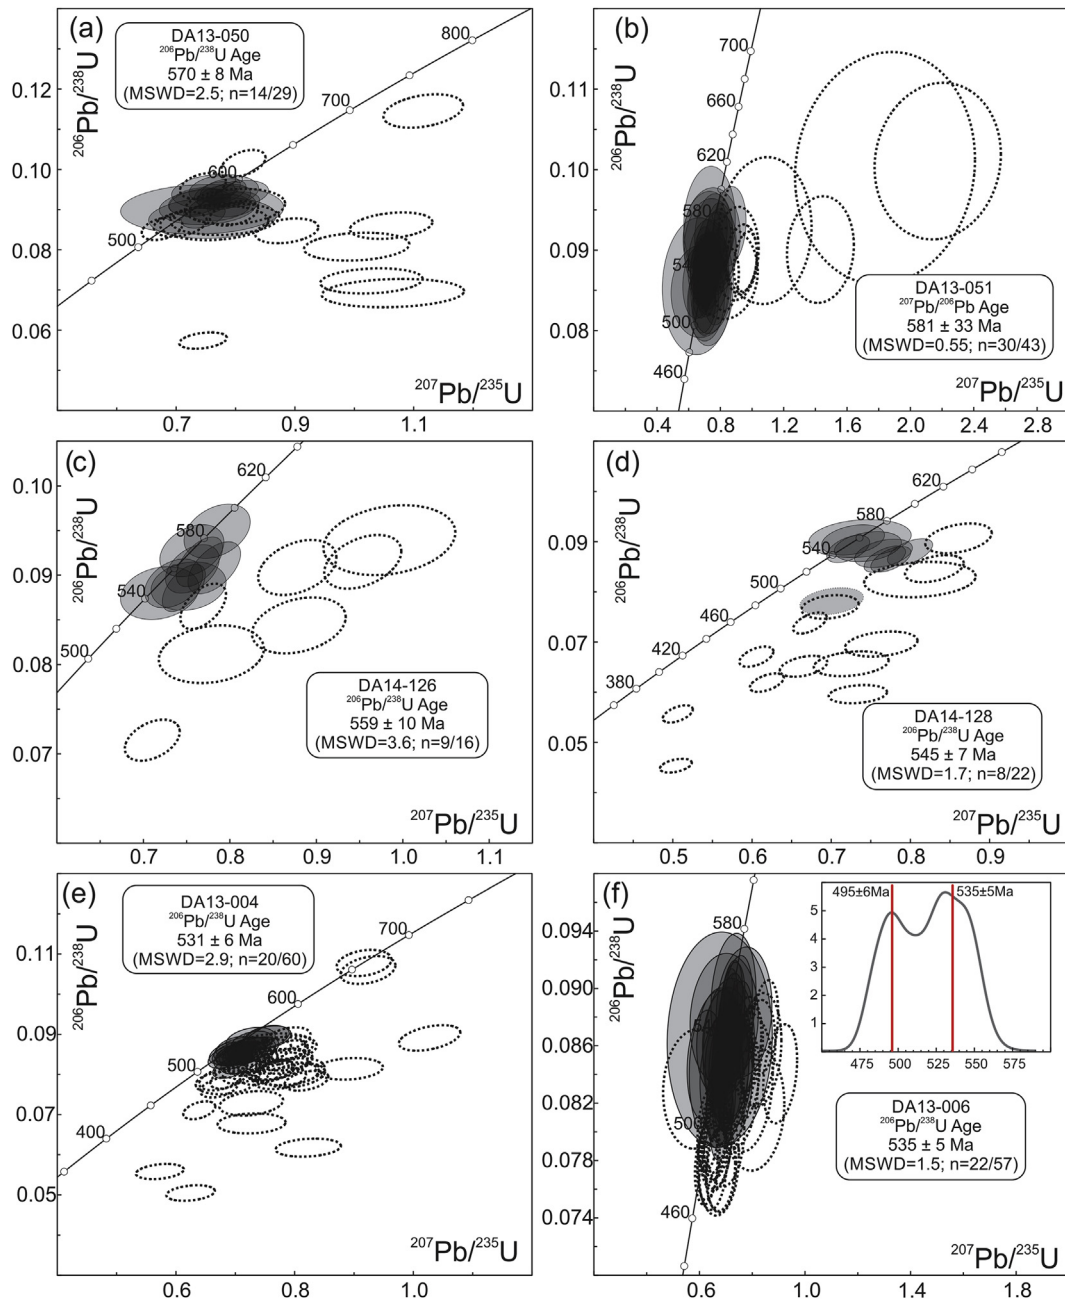 (a)
DA13-050
²⁰⁶Pb/²³⁸U Age
570 ± 8 Ma
(MSWD=2.5; n=14/29)
800
700
600
500
0.12
0.10
0.08
0.06
²⁰⁶Pb/²³⁸U
²⁰⁷Pb/²³⁵U
0.7
0.9
1.1
(b)
700
660
620
580
54
500
460
0.11
0.10
0.09
0.08
²⁰⁶Pb/²³⁸U
DA13-051
²⁰⁷Pb/²⁰⁶Pb Age
581 ± 33 Ma
(MSWD=0.55; n=30/43)
²⁰⁷Pb/²³⁵U
0.4 0.8 1.2 1.6 2.0 2.4 2.8
(c)
620
580
540
500
0.10
0.09
0.08
0.07
²⁰⁶Pb/²³⁸U
DA14-126
²⁰⁶Pb/²³⁸U Age
559 ± 10 Ma
(MSWD=3.6; n=9/16)
²⁰⁷Pb/²³⁵U
0.7 0.8 0.9 1.0 1.1
(d)
620
580
540
500
460
420
380
0.09
0.07
0.05
²⁰⁶Pb/²³⁸U
DA14-128
²⁰⁶Pb/²³⁸U Age
545 ± 7 Ma
(MSWD=1.7; n=8/22)
²⁰⁷Pb/²³⁵U
0.5 0.6 0.7 0.8 0.9
(e)
DA13-004
²⁰⁶Pb/²³⁸U Age
531 ± 6 Ma
(MSWD=2.9; n=20/60)
700
600
500
400
0.11
0.09
0.07
0.05
²⁰⁶Pb/²³⁸U
²⁰⁷Pb/²³⁵U
0.6 0.8 1.0
(f)
580
500
460
0.094
0.090
0.086
0.082
0.078
0.074
²⁰⁶Pb/²³⁸U
495±6Ma
535±5Ma
5
4
3
2
1
475 500 525 550 575
DA13-006
²⁰⁶Pb/²³⁸U Age
535 ± 5 Ma
(MSWD=1.5; n=22/57)
²⁰⁷Pb/²³⁵U
0.6 1.0 1.4 1.8